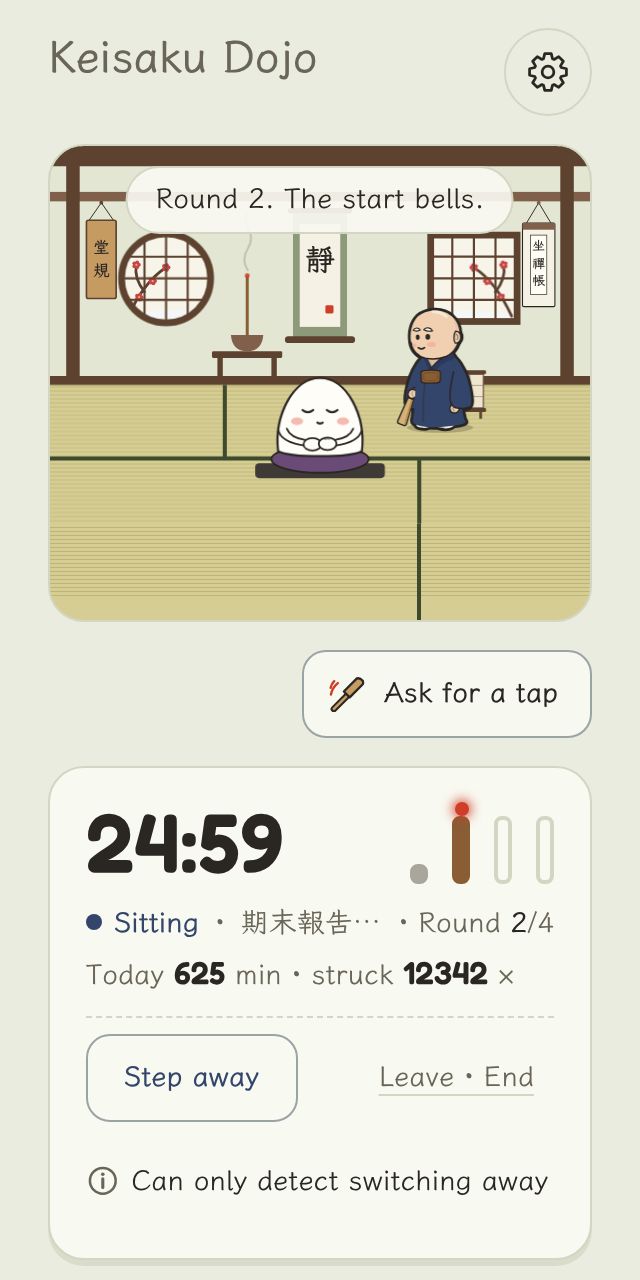 Keisaku Dojo
Round 2. The start bells.
堂規
靜
坐禪帳
Ask for a tap
24:59
Sitting · 期末報告… · Round 2/4
Today 625 min · struck 12342 ×
Step away
Leave · End
Can only detect switching away